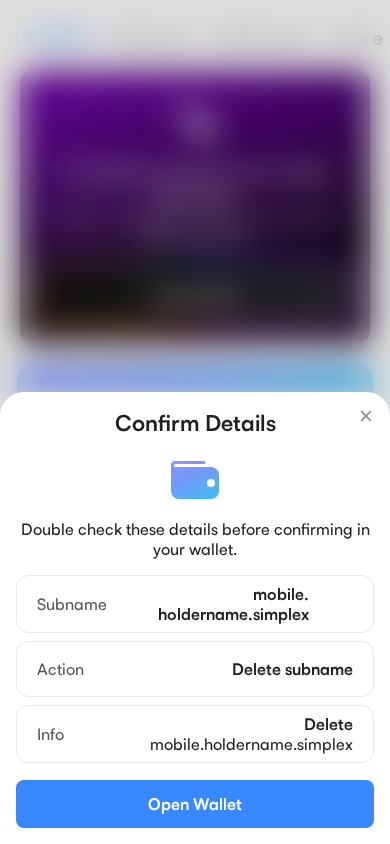 Confirm Details
Double check these details before confirming in
your wallet.
Subname
mobile.
holdername.simplex
Action
Delete subname
Info
Delete
mobile.holdername.simplex
Open Wallet